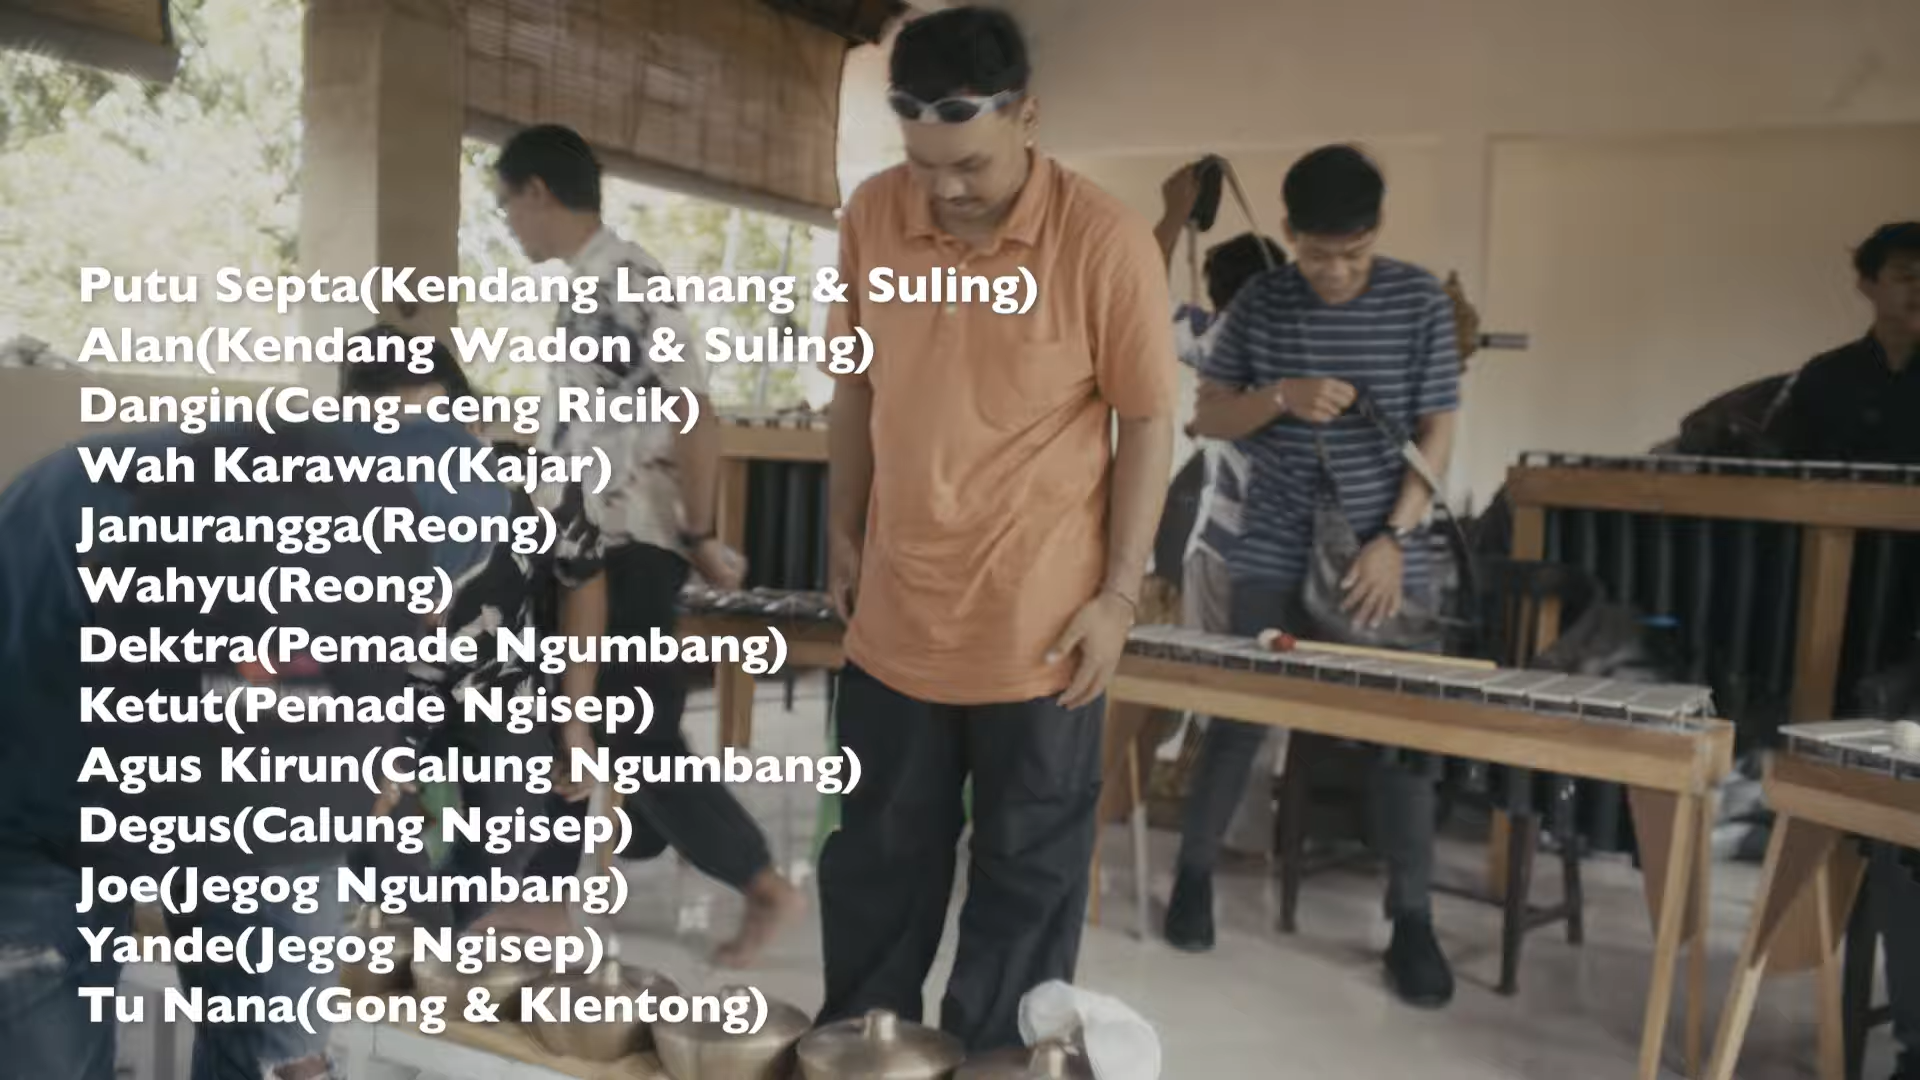 Putu Septa(Kendang Lanang & Suling)
Alan(Kendang Wadon & Suling)
Dangin(Ceng-ceng Ricik)
Wah Karawan(Kajar)
Janurangga(Reong)
Wahyu(Reong)
Dektra(Pemade Ngumbang)
Ketut(Pemade Ngisep)
Agus Kirun(Calung Ngumbang)
Degus(Calung Ngisep)
Joe(Jegog Ngumbang)
Yande(Jegog Ngisep)
Tu Nana(Gong & Klentong)